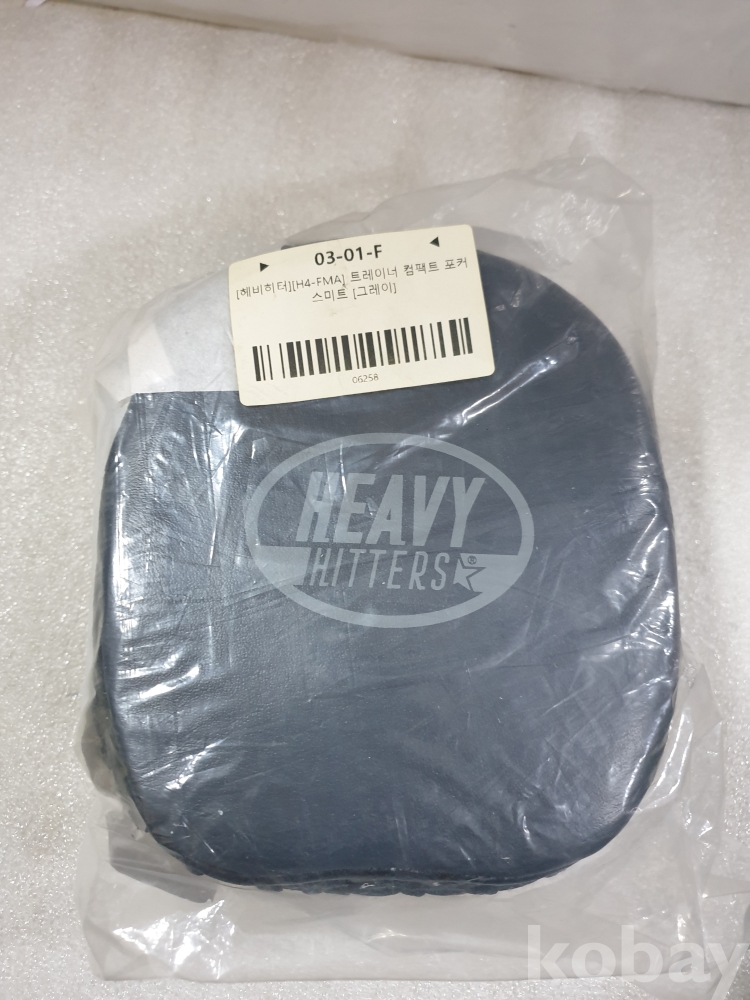 03-01-F
[헤비히터][H4-FMA] 트레이너 컴팩트 포커
스미트 [그레이]
06258
HEAVY
HITTERS®
kobay